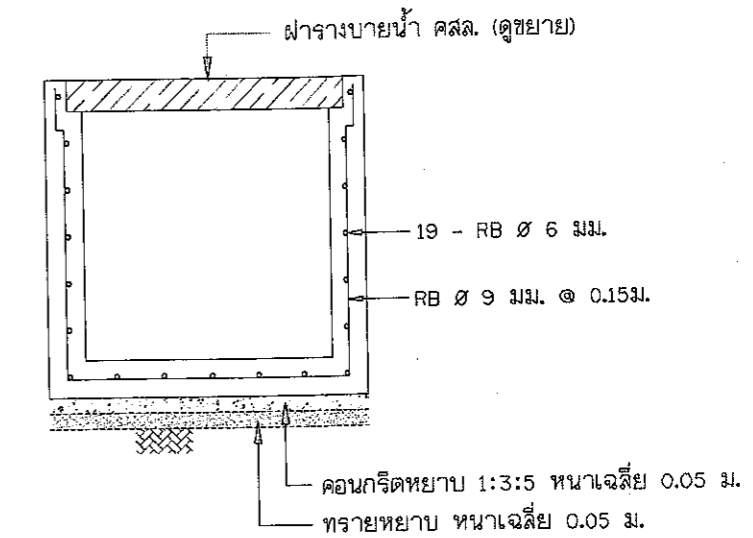 ฝารางบายน้ำ คสล. (ดูขยาย)
19 - RB Ø 6 มม.
RB Ø 9 มม. @ 0.15ม.
คอนกรีตหยาบ 1:3:5 หนาเฉลี่ย 0.05 ม.
ทรายหยาบ หนาเฉลี่ย 0.05 ม.